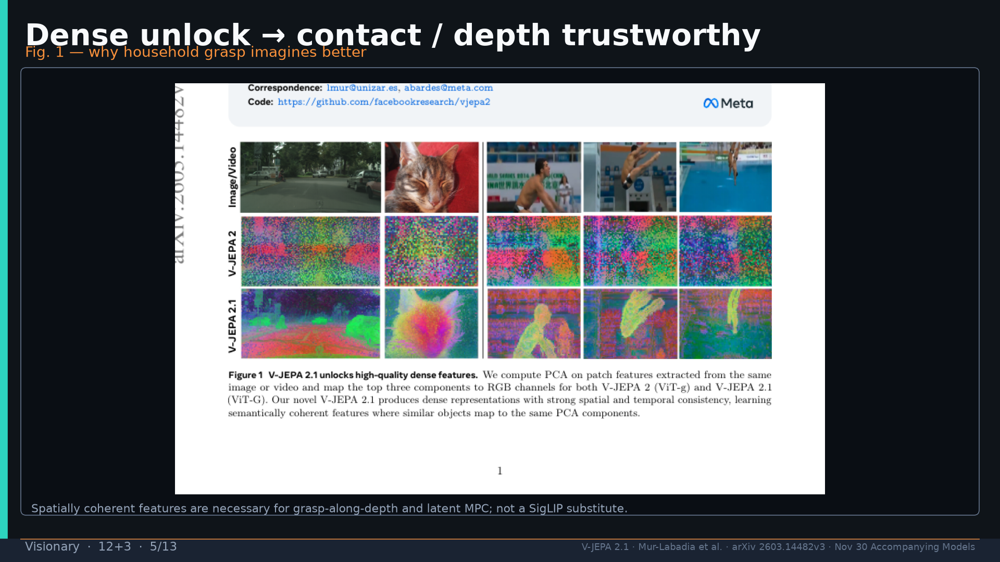 Dense unlock → contact / depth trustworthy
Fig. 1 — why household grasp imagines better
Correspondence: lmur@unizar.es, abardes@meta.com
Code: https://github.com/facebookresearch/vjepa2
Meta
Image/Video
V-JEPA 2
V-JEPA 2.1
Figure 1 V-JEPA 2.1 unlocks high-quality dense features. We compute PCA on patch features extracted from the same
image or video and map the top three components to RGB channels for both V-JEPA 2 (ViT-g) and V-JEPA 2.1
(ViT-G). Our novel V-JEPA 2.1 produces dense representations with strong spatial and temporal consistency, learning
semantically coherent features where similar objects map to the same PCA components.
1
Spatially coherent features are necessary for grasp-along-depth and latent MPC; not a SigLIP substitute.
Visionary · 12+3 · 5/13
V-JEPA 2.1 · Mur-Labadia et al. · arXiv 2603.14482v3 · Nov 30 Accompanying Models